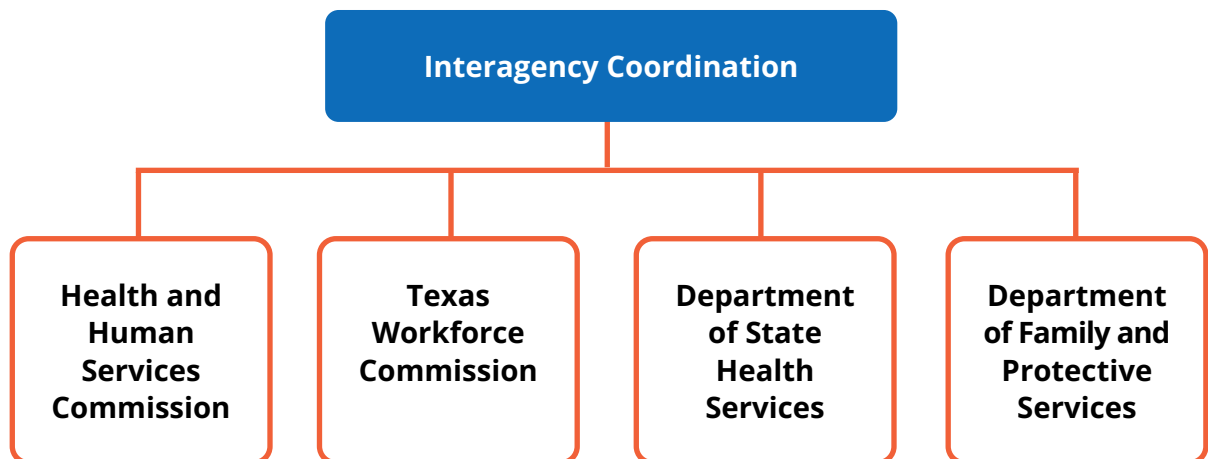 Interagency Coordination
Health and
Human
Services
Commission
Texas
Workforce
Commission
Department
of State
Health
Services
Department
of Family and
Protective
Services